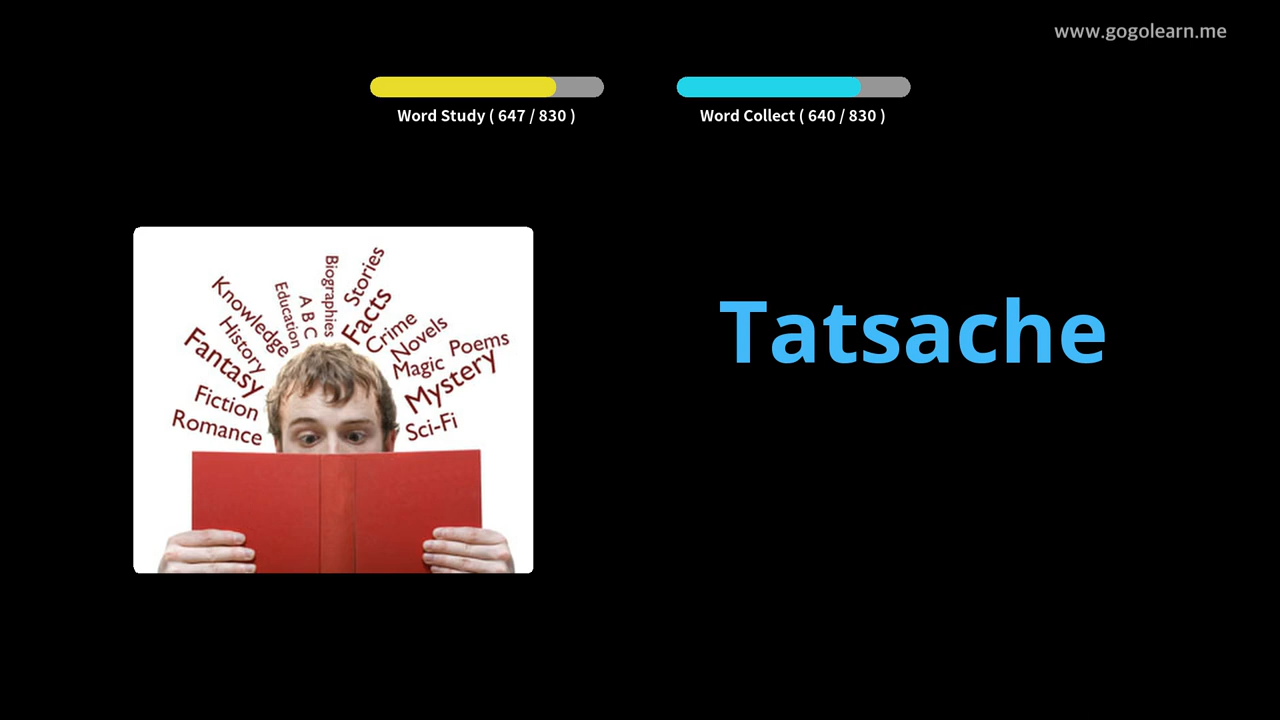 www.gogolearn.me
Word Study ( 647 / 830 )
Word Collect ( 640 / 830 )
Tatsache
Biographies
Stories
Knowledge
Education
A B C
Facts
Crime
History
Novels
Poems
Fantasy
Magic
Mystery
Fiction
Sci-Fi
Romance